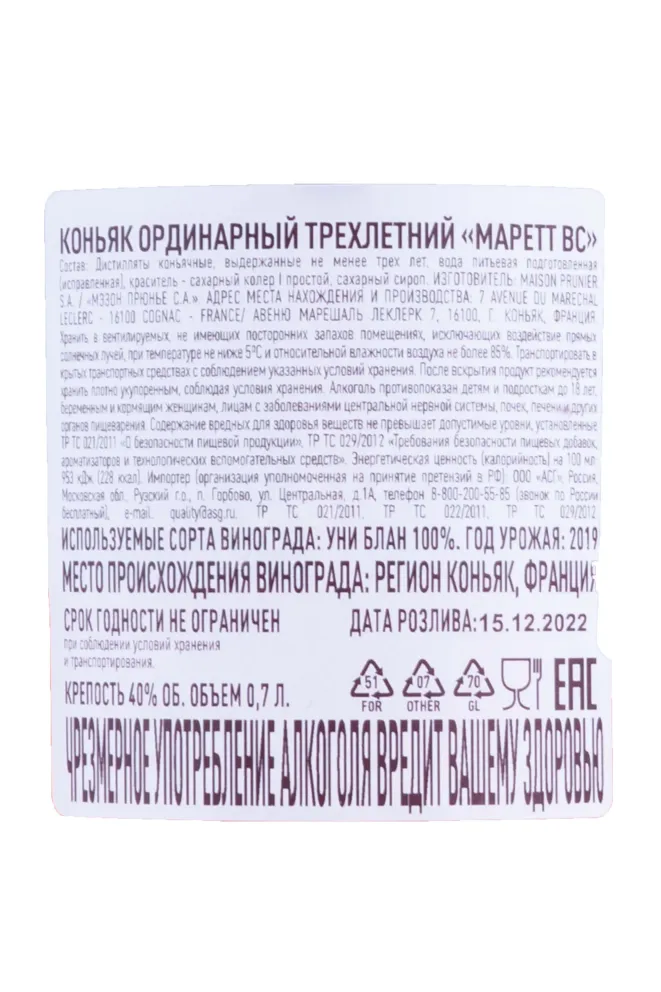 КОНЬЯК ОРДИНАРНЫЙ ТРЕХЛЕТНИЙ «МАРЕТТ ВС»
Состав: Дистилляты коньячные, выдержанные не менее трех лет, вода питьевая подготовленная
(исправленная), краситель - сахарный колер I простой, сахарный сироп. ИЗГОТОВИТЕЛЬ: MAISON PRUNIER
S.A./ «МЭЗОН ПРЮНЬЕ С.А.» АДРЕС МЕСТА НАХОЖДЕНИЯ И ПРОИЗВОДСТВА: 7 AVENUE DU MARECHAL
LECLERC - 16100 COGNAC - FRANCE/ АВЕНЮ МАРЕШАЛЬ ЛЕКЛЕРК 7, 16100, Г. КОНЬЯК, ФРАНЦИЯ
Хранить в вентилируемых, не имеющих посторонних запахов помещениях, исключающих воздействие прямых
солнечных лучей, при температуре не ниже 5°С и относительной влажности воздуха не более 85%. Транспортировать в
крытых транспортных средствах с соблюдением указанных условий хранения. После вскрытия продукт рекомендуется
хранить плотно укупоренным, соблюдая условия хранения. Алкоголь противопоказан детям и подросткам до 18 лет,
беременным и кормящим женщинам, лицам с заболеваниями центральной нервной системы, почек, печени и других
органов пищеварения. Содержание вредных для здоровья веществ не превышает допустимые уровни, установленные
ТР ТС 021/2011 «О безопасности пищевой продукции», ТР ТС 029/2012 «Требования безопасности пищевых добавок,
ароматизаторов и технологических вспомогательных средств». Энергетическая ценность (калорийность) на 100 мл:
953 кДж (228 ккал). Импортер (организация уполномоченная на принятие претензий в РФ): ООО «АСГ», Россия,
Московская обл., Рузский г.о., п. Горбово, ул. Центральная, д.1А, телефон 8-800-200-55-85 (звонок по России
бесплатный), e-mail: quality@asg.ru. ТР ТС 021/2011, ТР ТС 022/2011, ТР ТС 029/2012
ИСПОЛЬЗУЕМЫЕ СОРТА ВИНОГРАДА: УНИ БЛАН 100%. ГОД УРОЖАЯ: 2019
МЕСТО ПРОИСХОЖДЕНИЯ ВИНОГРАДА: РЕГИОН КОНЬЯК, ФРАНЦИЯ
СРОК ГОДНОСТИ НЕ ОГРАНИЧЕН ДАТА РОЗЛИВА: 15.12.2022
при соблюдении условий хранения
и транспортирования.
КРЕПОСТЬ 40% ОБ. ОБЪЕМ 0,7 Л. 51 FOR 07 OTHER 70 GL EAC
ЧРЕЗМЕРНОЕ УПОТРЕБЛЕНИЕ АЛКОГОЛЯ ВРЕДИТ ВАШЕМУ ЗДОРОВЬЮ